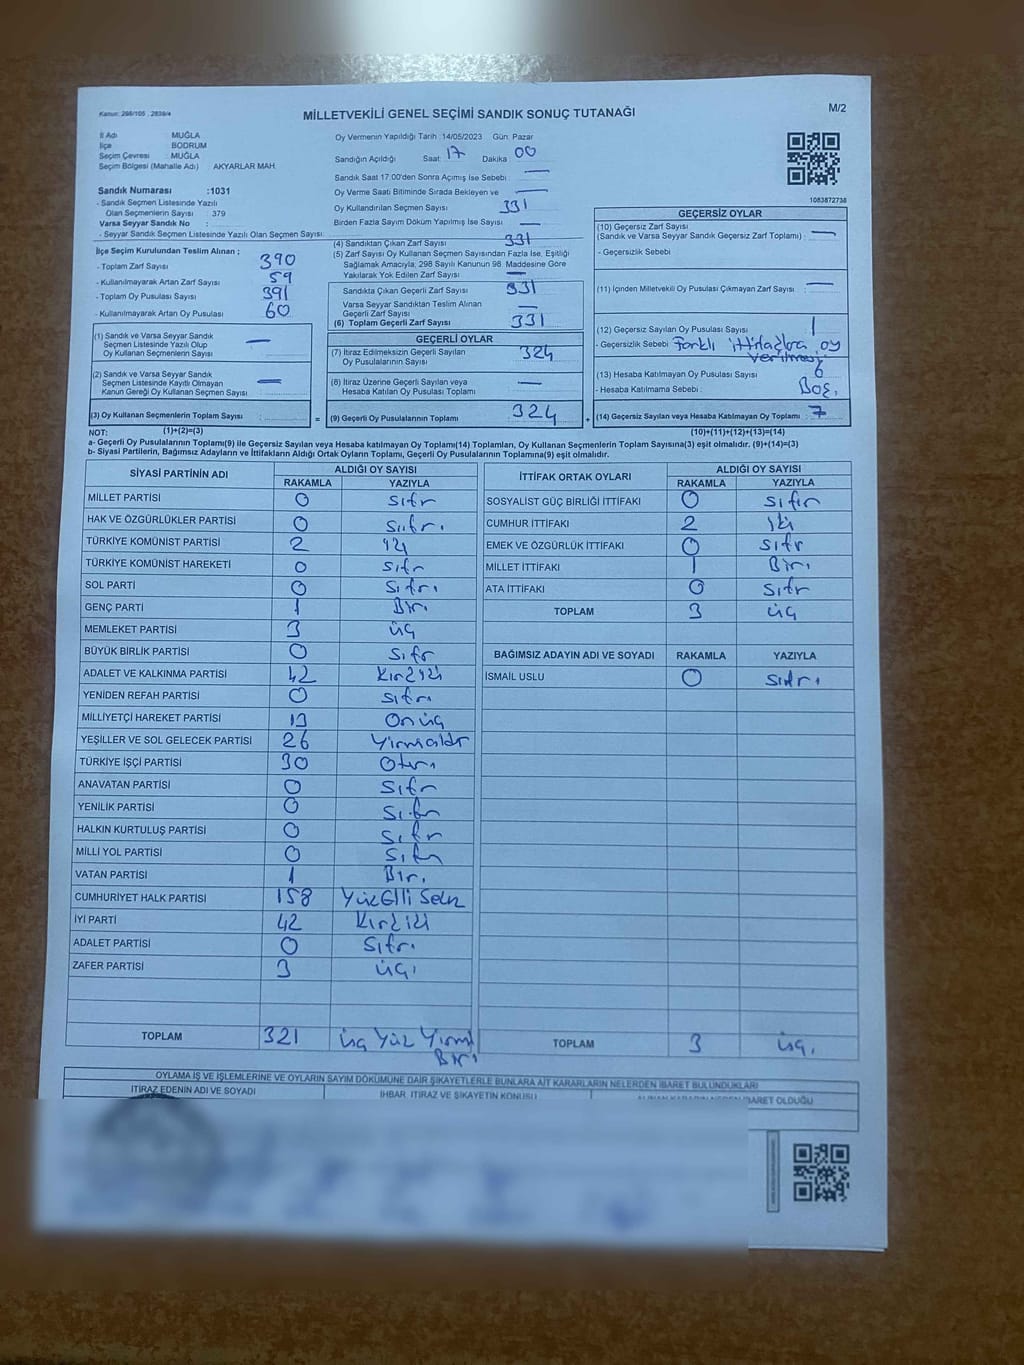 Kanun: 298/105 , 2839/4
MİLLETVEKİLİ GENEL SEÇİMİ SANDIK SONUÇ TUTANAĞI
M/2
İl Adı : MUĞLA
İlçe : BODRUM
Seçim Çevresi : MUĞLA
Seçim Bölgesi (Mahalle Adı) : AKYARLAR MAH.
Sandık Numarası :1031
- Sandık Seçmen Listesinde Yazılı
Olan Seçmenlerin Sayısı : 379
Varsa Seyyar Sandık No :
- Seyyar Sandık Seçmen Listesinde Yazılı Olan Seçmen Sayısı:
İlçe Seçim Kurulundan Teslim Alınan ;
- Toplam Zarf Sayısı 390
- Kullanılmayarak Artan Zarf Sayısı 59
- Toplam Oy Pusulası Sayısı 391
- Kullanılmayarak Artan Oy Pusulası 60
(1) Sandık ve Varsa Seyyar Sandık
Seçmen Listesinde Yazılı Olup
Oy Kullanan Seçmenlerin Sayısı —
(2) Sandık ve Varsa Seyyar Sandık
Seçmen Listesinde Kayıtlı Olmayan
Kanun Gereği Oy Kullanan Seçmen Sayısı —
(3) Oy Kullanan Seçmenlerin Toplam Sayısı :
(1)+(2)=(3)
Oy Vermenin Yapıldığı Tarih :14/05/2023 Gün: Pazar
Sandığın Açıldığı Saat: 17 Dakika 00
Sandık Saat 17:00'den Sonra Açımış İse Sebebi : —
Oy Verme Saati Bitiminde Sırada Bekleyen ve —
Oy Kullandırılan Seçmen Sayısı 331
Birden Fazla Sayım Döküm Yapılmış İse Sayısı : —
(4) Sandıktan Çıkan Zarf Sayısı 331
(5) Zarf Sayısı Oy Kullanan Seçmen Sayısından Fazla İse, Eşitliği
Sağlamak Amacıyla, 298 Sayılı Kanunun 98. Maddesine Göre
Yakılarak Yok Edilen Zarf Sayısı —
Sandıkta Çıkan Geçerli Zarf Sayısı 331
Varsa Seyyar Sandıktan Teslim Alınan
Geçerli Zarf Sayısı —
(6) Toplam Geçerli Zarf Sayısı 331
GEÇERLİ OYLAR
(7) İtiraz Edilmeksizin Geçerli Sayılan
Oy Pusulalarının Sayısı 324
(8) İtiraz Üzerine Geçerli Sayılan veya
Hesaba Katılan Oy Pusulası Toplamı —
= (9) Geçerli Oy Pusulalarının Toplamı 324 +
1083872738
GEÇERSİZ OYLAR
(10) Geçersiz Zarf Sayısı
(Sandık ve Varsa Seyyar Sandık Geçersiz Zarf Toplamı) : —
- Geçersizlik Sebebi
(11) İçinden Milletvekili Oy Pusulası Çıkmayan Zarf Sayısı : —
(12) Geçersiz Sayılan Oy Pusulası Sayısı 1
- Geçersizlik Sebebi Farklı ittifaklara oy
verilmesi
(13) Hesaba Katılmayan Oy Pusulası Sayısı 6
- Hesaba Katılmama Sebebi : Boş.
(14) Geçersiz Sayılan veya Hesaba Katılmayan Oy Toplamı : 7
(10)+(11)+(12)+(13)=(14)
NOT:
a- Geçerli Oy Pusulalarının Toplamı(9) ile Geçersiz Sayılan veya Hesaba katılmayan Oy Toplamı(14) Toplamları, Oy Kullanan Seçmenlerin Toplam Sayısına(3) eşit olmalıdır. (9)+(14)=(3)
b- Siyasi Partilerin, Bağımsız Adayların ve İttifakların Aldığı Oyların Toplamı, Geçerli Oy Pusulalarının Toplamına(9) eşit olmalıdır.
SİYASİ PARTİNİN ADI ALDIĞI OY SAYISI
RAKAMLA YAZIYLA
MİLLET PARTİSİ 0 sıfr
HAK VE ÖZGÜRLÜKLER PARTİSİ 0 sıfr.
TÜRKİYE KOMÜNİST PARTİSİ 2 iki
TÜRKİYE KOMÜNİST HAREKETİ 0 sıfr
SOL PARTİ 0 sıfr.
GENÇ PARTİ 1 Bir.
MEMLEKET PARTİSİ 3 üç
BÜYÜK BİRLİK PARTİSİ 0 sıfr
ADALET VE KALKINMA PARTİSİ 42 Kırkiki
YENİDEN REFAH PARTİSİ 0 sıfr.
MİLLİYETÇİ HAREKET PARTİSİ 13 Onüç
YEŞİLLER VE SOL GELECEK PARTİSİ 26 Yirmialtı
TÜRKİYE İŞÇİ PARTİSİ 30 Otuz
ANAVATAN PARTİSİ 0 sıfr
YENİLİK PARTİSİ 0 sıfr
HALKIN KURTULUŞ PARTİSİ 0 sıfr
MİLLİ YOL PARTİSİ 0 sıfr
VATAN PARTİSİ 1 Bir.
CUMHURİYET HALK PARTİSİ 158 Yüz Elli Sekiz
İYİ PARTİ 42 Kırkiki
ADALET PARTİSİ 0 Sıfr.
ZAFER PARTİSİ 3 üç.
TOPLAM 321 üç Yüz Yirmi
Bir.
İTTİFAK ORTAK OYLARI ALDIĞI OY SAYISI
RAKAMLA YAZIYLA
SOSYALİST GÜÇ BİRLİĞİ İTTİFAKI 0 sıfır
CUMHUR İTTİFAKI 2 iki
EMEK VE ÖZGÜRLÜK İTTİFAKI 0 sıfr
MİLLET İTTİFAKI 1 Bir.
ATA İTTİFAKI 0 sıfr
TOPLAM 3 üç
BAĞIMSIZ ADAYIN ADI VE SOYADI RAKAMLA YAZIYLA
İSMAİL USLU 0 sıfır.
TOPLAM 3 üç.
OYLAMA İŞ VE İŞLEMLERİNE VE OYLARIN SAYIM DÖKÜMÜNE DAİR ŞİKAYETLERLE BUNLARA AİT KARARLARIN NELERDEN İBARET BULUNDUKLARI
İTİRAZ EDENİN ADI VE SOYADI İHBAR, İTİRAZ VE ŞİKAYETİN KONUSU